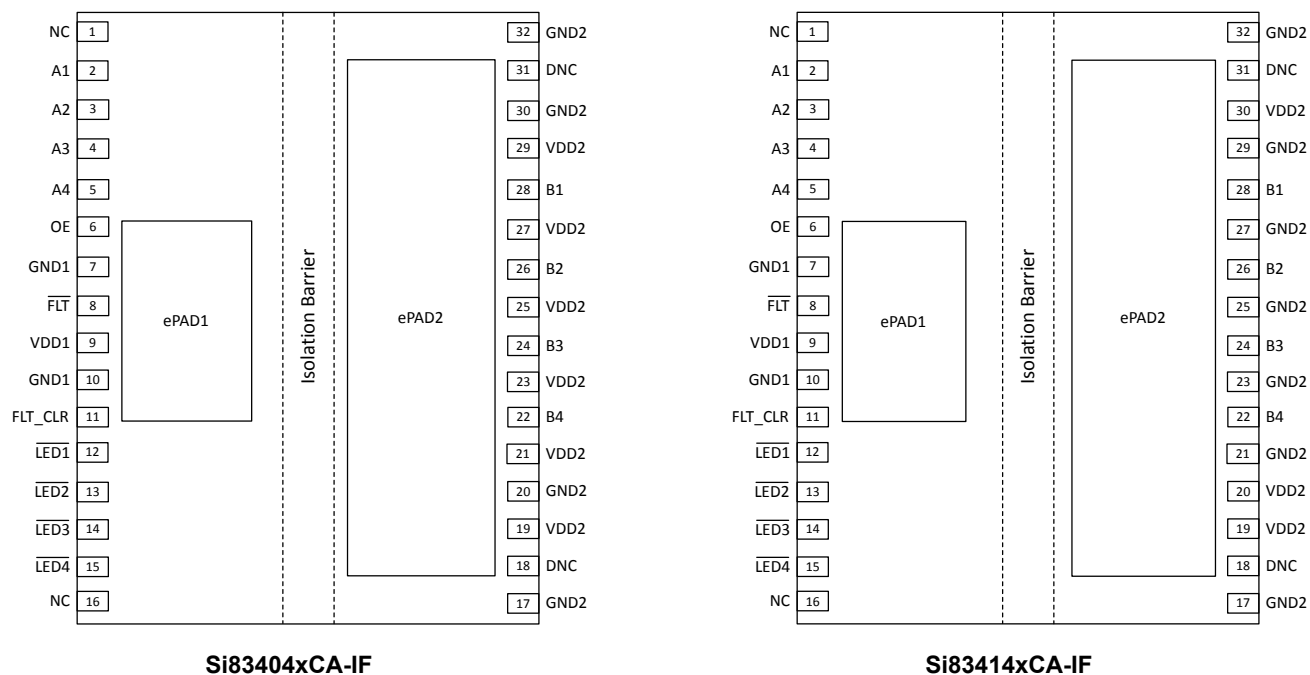 NC 1
A1 2
A2 3
A3 4
A4 5
OE 6
GND1 7
FLT 8
VDD1 9
GND1 10
FLT_CLR 11
LED1 12
LED2 13
LED3 14
LED4 15
NC 16
ePAD1
Isolation Barrier
ePAD2
32 GND2
31 DNC
30 GND2
29 VDD2
28 B1
27 VDD2
26 B2
25 VDD2
24 B3
23 VDD2
22 B4
21 VDD2
20 GND2
19 VDD2
18 DNC
17 GND2
Si83404xCA-IF
NC 1
A1 2
A2 3
A3 4
A4 5
OE 6
GND1 7
FLT 8
VDD1 9
GND1 10
FLT_CLR 11
LED1 12
LED2 13
LED3 14
LED4 15
NC 16
ePAD1
Isolation Barrier
ePAD2
32 GND2
31 DNC
30 VDD2
29 GND2
28 B1
27 GND2
26 B2
25 GND2
24 B3
23 GND2
22 B4
21 GND2
20 VDD2
19 VDD2
18 DNC
17 GND2
Si83414xCA-IF